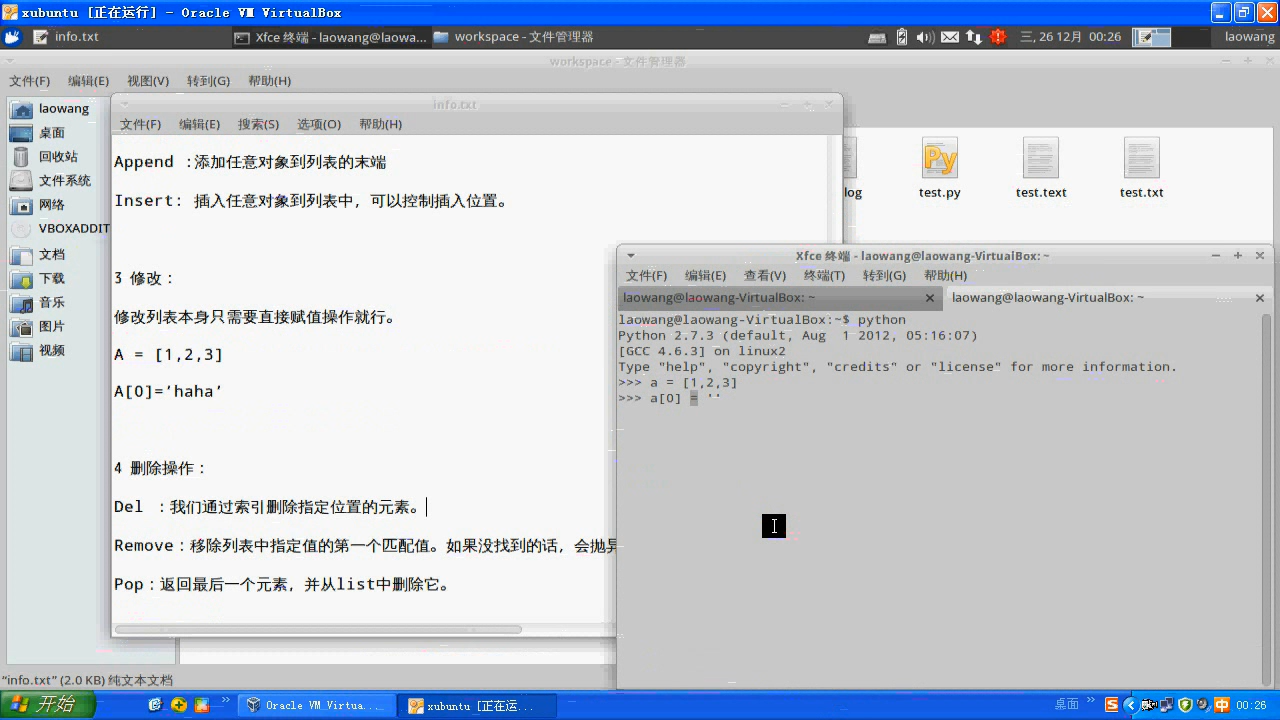 xubuntu [正在运行] - Oracle VM VirtualBox
info.txt
Xfce 终端 - laowang@laowa...
workspace - 文件管理器
三, 26 12月 00:26
laowang
workspace - 文件管理器
文件(F) 编辑(E) 视图(V) 转到(G) 帮助(H)
laowang
桌面
回收站
文件系统
网络
VBOXADDIT
文档
下载
音乐
图片
视频
log
test.py
test.text
test.txt
info.txt
文件(F) 编辑(E) 搜索(S) 选项(O) 帮助(H)
Append :添加任意对象到列表的末端
Insert: 插入任意对象到列表中，可以控制插入位置。
3 修改：
修改列表本身只需要直接赋值操作就行。
A = [1,2,3]
A[0]=’haha’
4 删除操作：
Del ：我们通过索引删除指定位置的元素。
Remove：移除列表中指定值的第一个匹配值。如果没找到的话，会抛异
Pop：返回最后一个元素，并从list中删除它。
Xfce 终端 - laowang@laowang-VirtualBox: ~
文件(F) 编辑(E) 查看(V) 终端(T) 转到(G) 帮助(H)
laowang@laowang-VirtualBox: ~
laowang@laowang-VirtualBox: ~
laowang@laowang-VirtualBox:~$ python
Python 2.7.3 (default, Aug  1 2012, 05:16:07)
[GCC 4.6.3] on linux2
Type "help", "copyright", "credits" or "license" for more information.
>>> a = [1,2,3]
>>> a[0] = ''
“info.txt” (2.0 KB) 纯文本文档
开始
Oracle VM Virtua...
xubuntu [正在运...
桌面
中
00:26